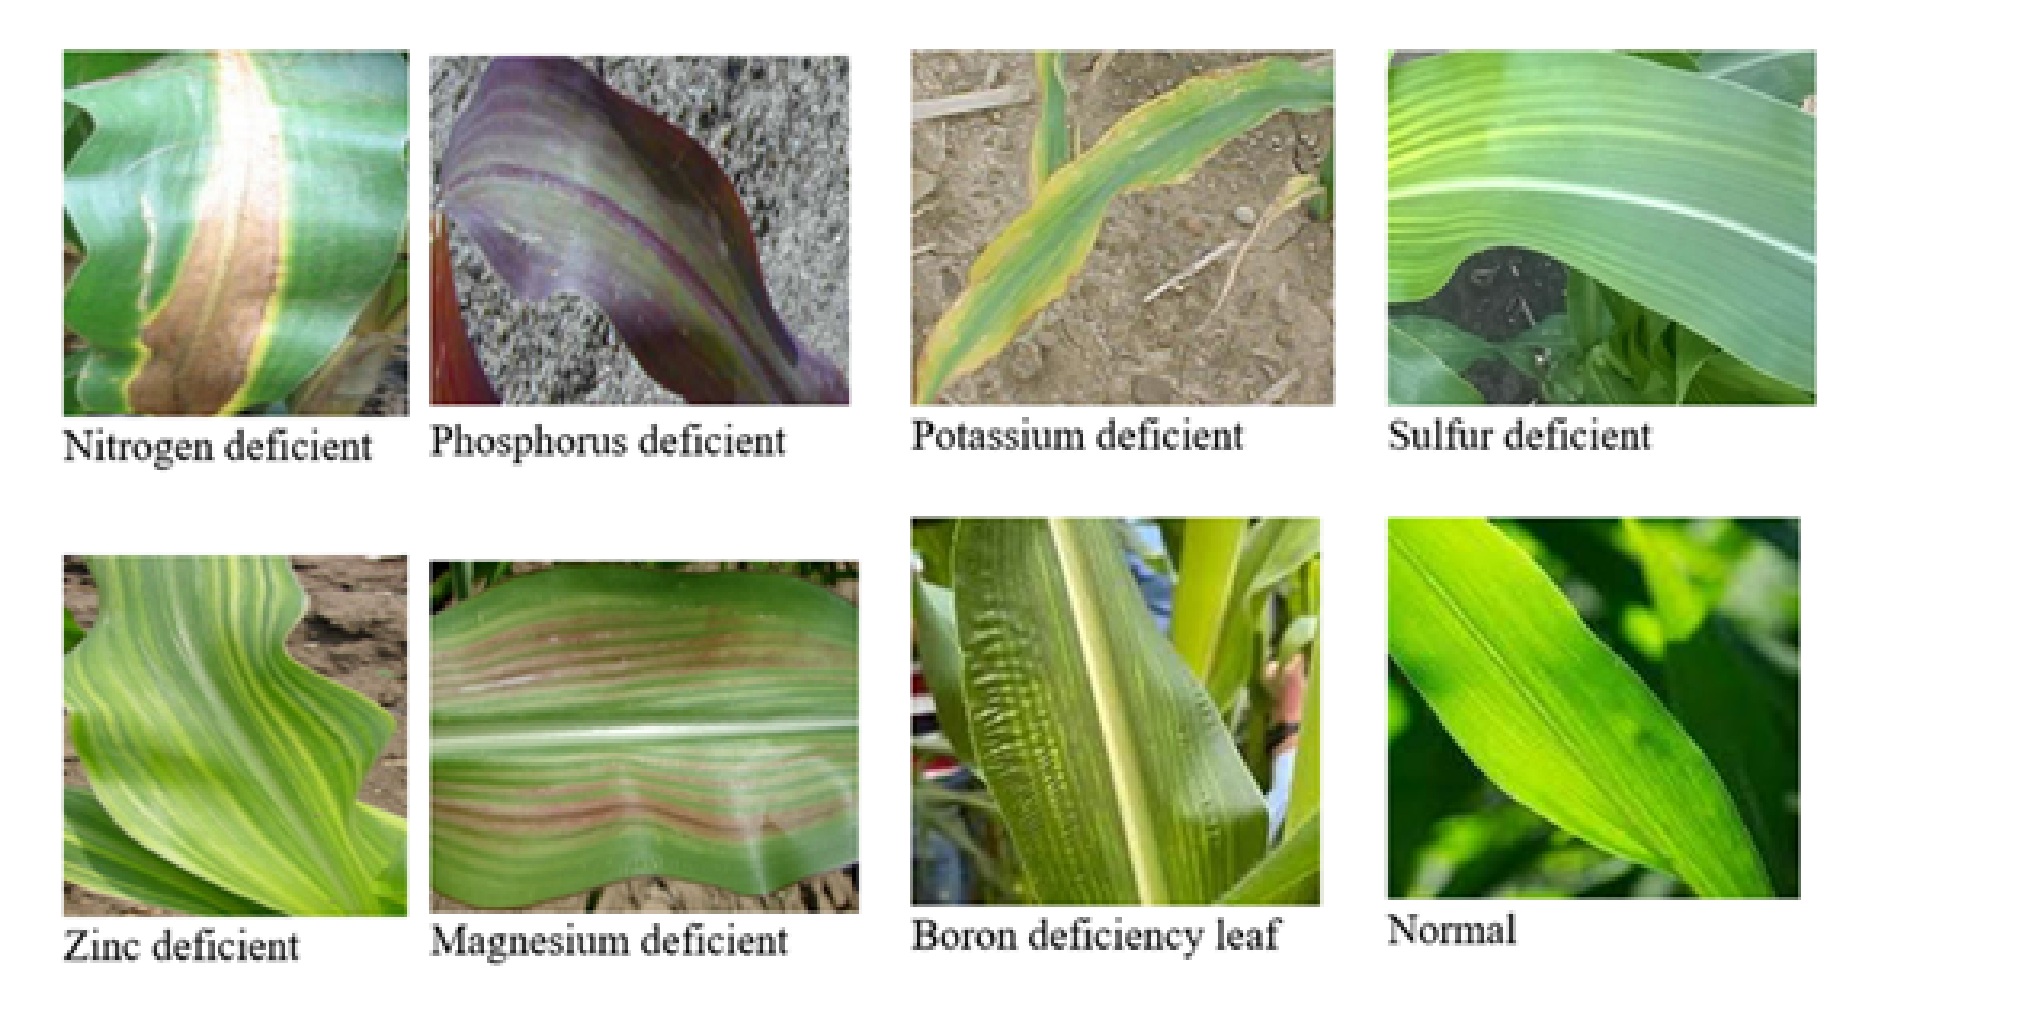 Nitrogen deficient
Phosphorus deficient
Potassium deficient
Sulfur deficient
Zinc deficient
Magnesium deficient
Boron deficiency leaf
Normal